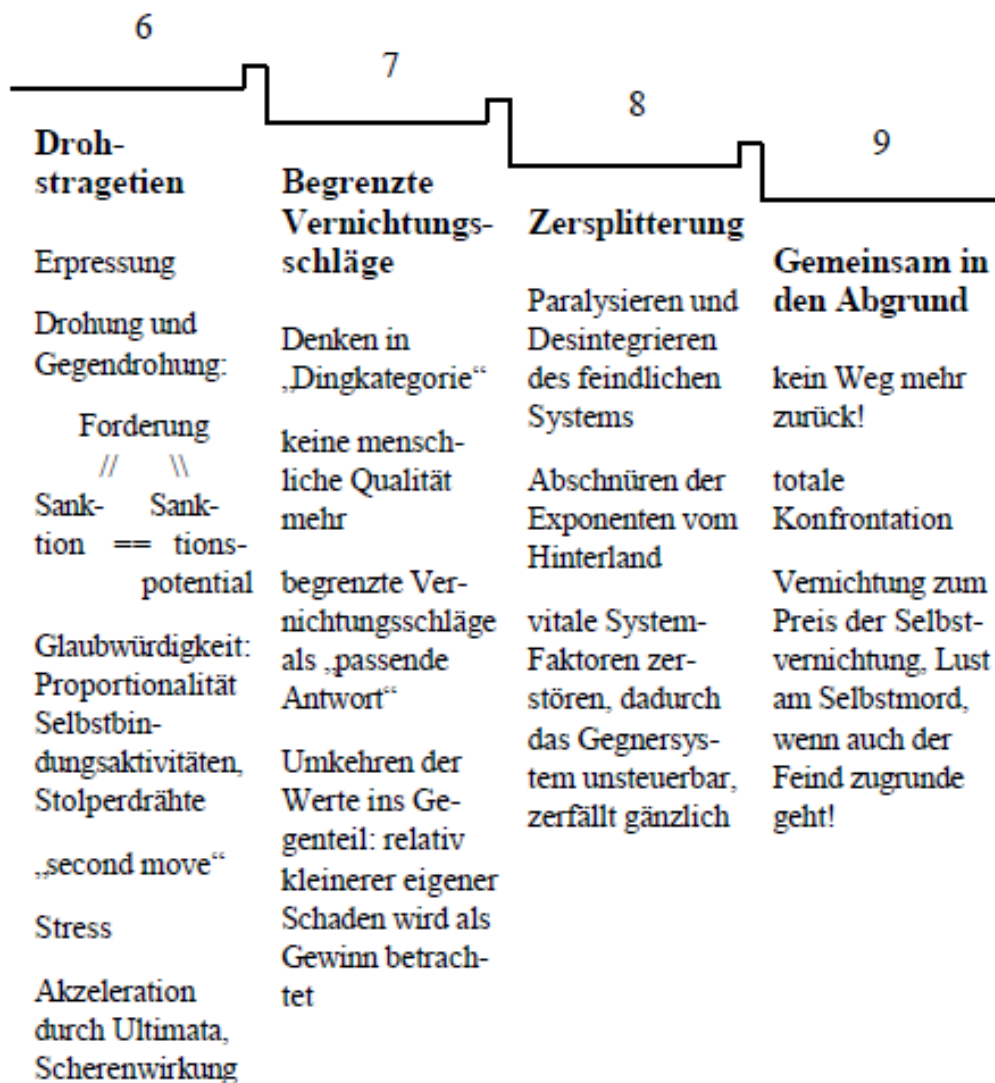 6
Droh-
stragetien
Erpressung
Drohung und
Gegendrohung:
Forderung
// \\
Sank- Sank-
tion == tions-
potential
Glaubwürdigkeit:
Proportionalität
Selbstbin-
dungsaktivitäten,
Stolperdrähte
„second move“
Stress
Akzeleration
durch Ultimata,
Scherenwirkung
7
Begrenzte
Vernichtungs-
schläge
Denken in
„Dingkategorie“
keine mensch-
liche Qualität
mehr
begrenzte Ver-
nichtungsschläge
als „passende
Antwort“
Umkehren der
Werte ins Ge-
genteil: relativ
kleinerer eigener
Schaden wird als
Gewinn betrach-
tet
8
Zersplitterung
Paralysieren und
Desintegrieren
des feindlichen
Systems
Abschnüren der
Exponenten vom
Hinterland
vitale System-
Faktoren zer-
stören, dadurch
das Gegnersys-
tem unsteuerbar,
zerfällt gänzlich
9
Gemeinsam in
den Abgrund
kein Weg mehr
zurück!
totale
Konfrontation
Vernichtung zum
Preis der Selbst-
vernichtung, Lust
am Selbstmord,
wenn auch der
Feind zugrunde
geht!